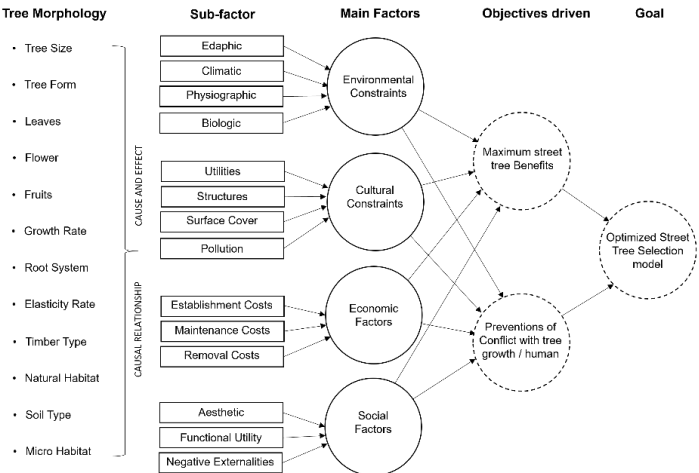 Tree Morphology
Sub-factor
Main Factors
Objectives driven
Goal
• Tree Size
• Tree Form
• Leaves
• Flower
• Fruits
• Growth Rate
• Root System
• Elasticity Rate
• Timber Type
• Natural Habitat
• Soil Type
• Micro Habitat
CAUSE AND EFFECT
CAUSAL RELATIONSHIP
Edaphic
Climatic
Physiographic
Biologic
Utilities
Structures
Surface Cover
Pollution
Establishment Costs
Maintenance Costs
Removal Costs
Aesthetic
Functional Utility
Negative Externalities
Environmental
Constraints
Cultural
Constraints
Economic
Factors
Social
Factors
Maximum street
tree Benefits
Preventions of
Conflict with tree
growth / human
Optimized Street
Tree Selection
model